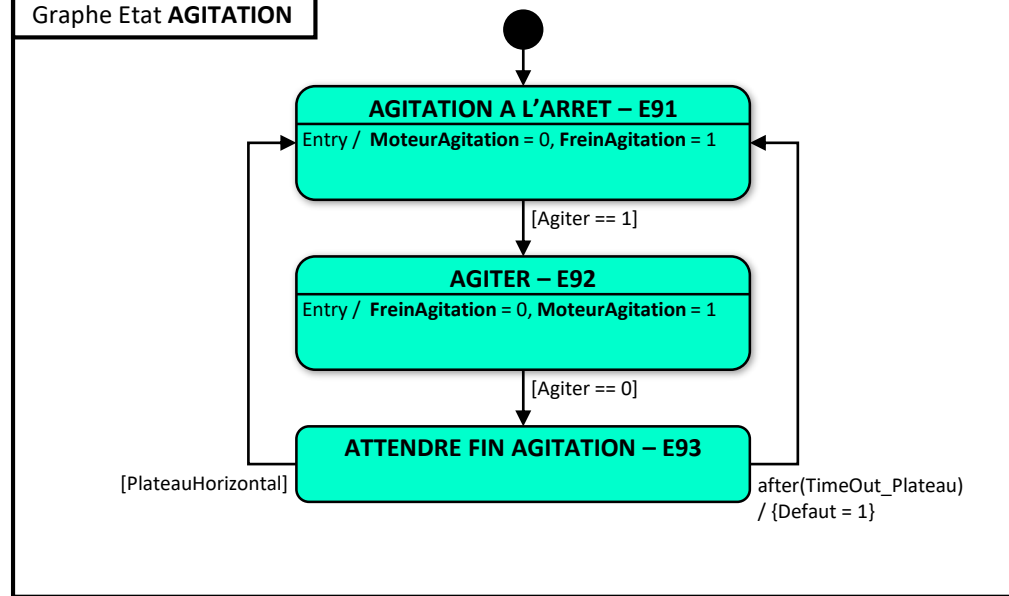 Graphe Etat AGITATION
AGITATION A L’ARRET – E91
Entry / MoteurAgitation = 0, FreinAgitation = 1
[Agiter == 1]
AGITER – E92
Entry / FreinAgitation = 0, MoteurAgitation = 1
[Agiter == 0]
ATTENDRE FIN AGITATION – E93
[PlateauHorizontal]
after(TimeOut_Plateau)
/ {Defaut = 1}